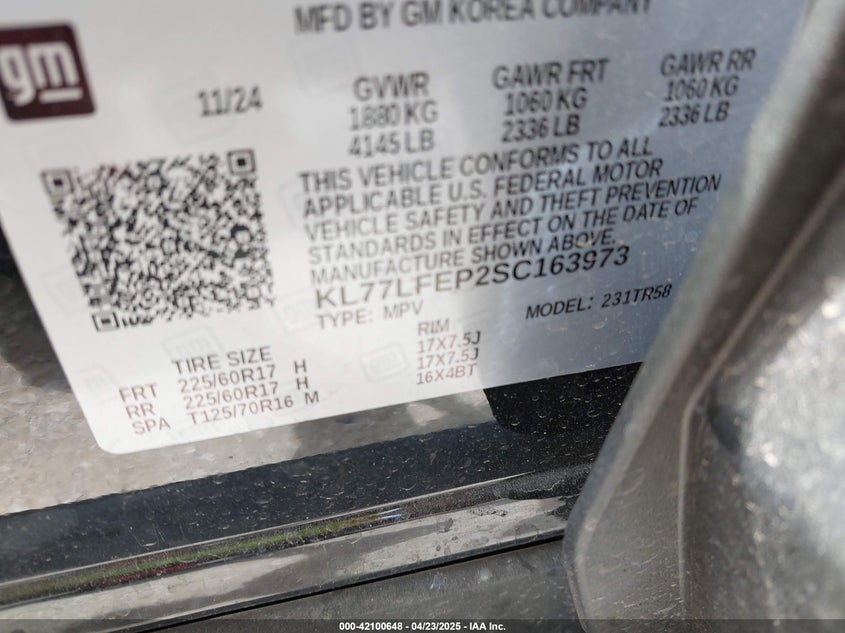 MFD BY GM KOREA COMPANY
gm
11/24
GVWR
1880 KG
4145 LB
GAWR FRT
1060 KG
2336 LB
GAWR RR
1060 KG
2336 LB
THIS VEHICLE CONFORMS TO ALL
APPLICABLE U.S. FEDERAL MOTOR
VEHICLE SAFETY AND THEFT PREVENTION
STANDARDS IN EFFECT ON THE DATE OF
MANUFACTURE SHOWN ABOVE.
KL77LFEP2SC163973
TYPE: MPV
MODEL: 231TR58
TIRE SIZE
RIM
FRT 225/60R17 H 17X7.5J
RR 225/60R17 H 17X7.5J
SPA T125/70R16 M 16X4BT
000-42100648 - 04/23/2025 - IAA Inc.